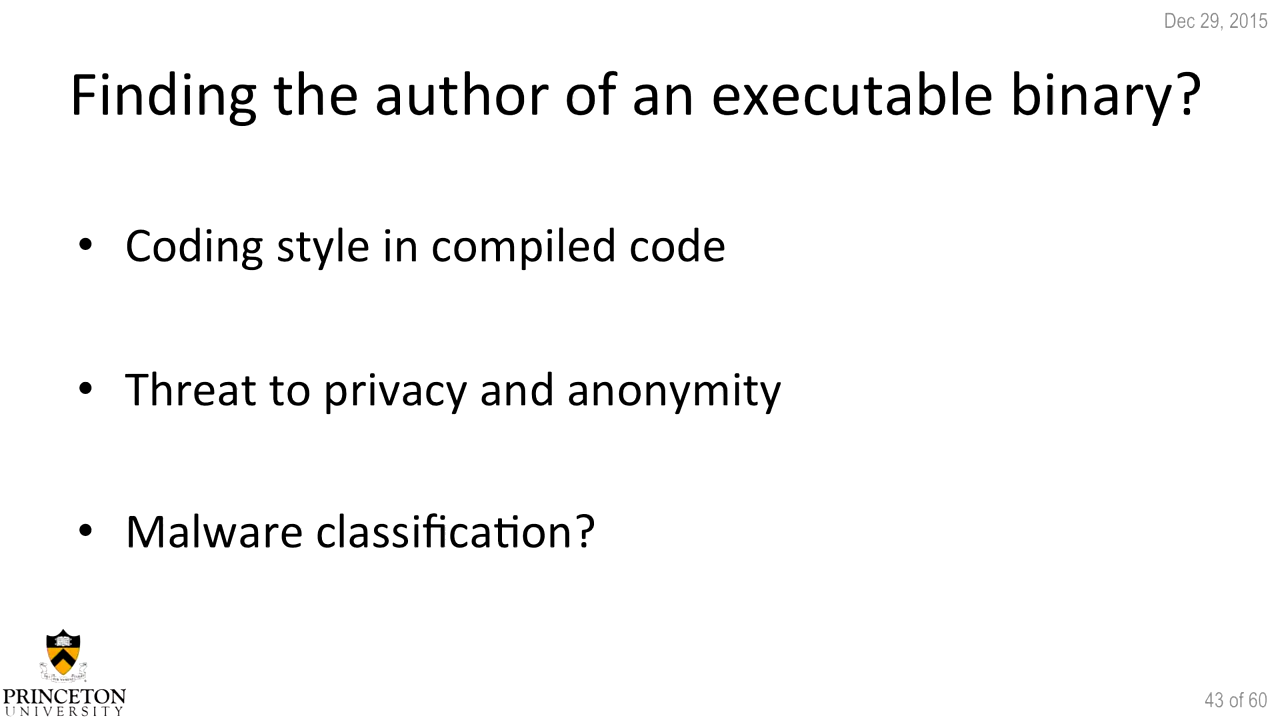 Dec 29, 2015
Finding the author of an executable binary?
• Coding style in compiled code
• Threat to privacy and anonymity
• Malware classification?
PRINCETON
UNIVERSITY
43 of 60